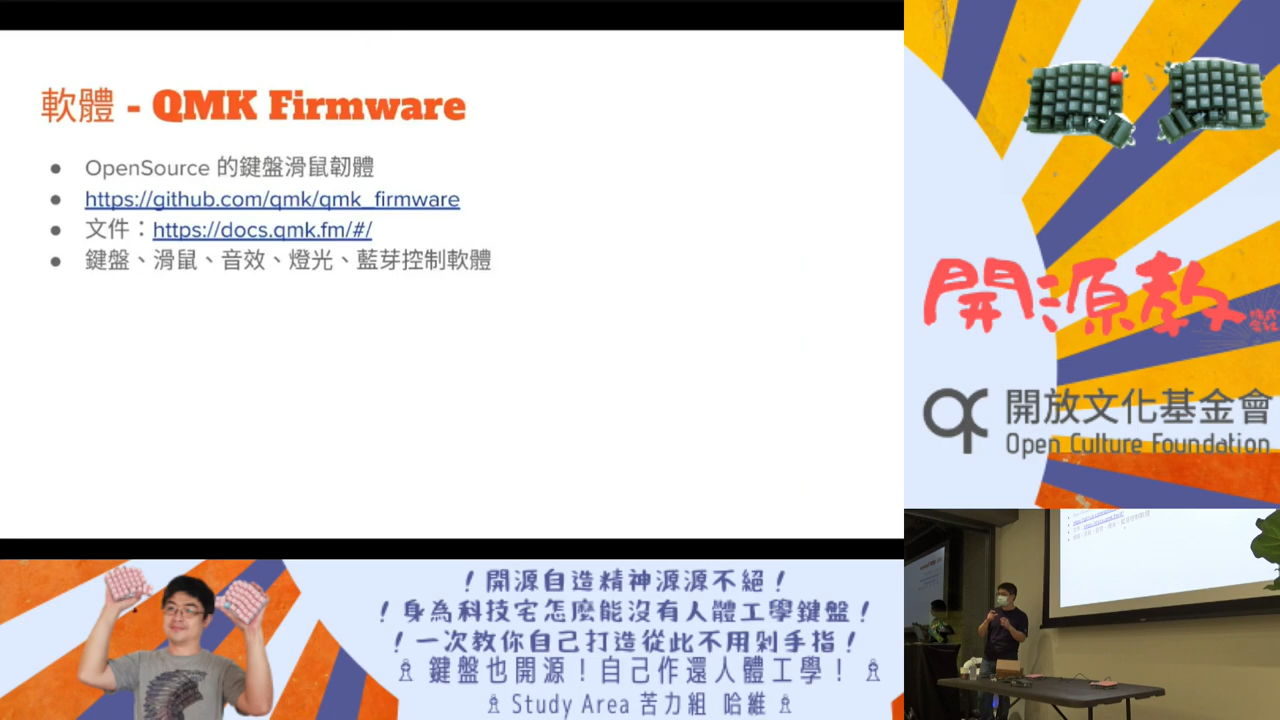 軟體 - QMK Firmware
OpenSource 的鍵盤滑鼠韌體
https://github.com/qmk/qmk_firmware
文件：https://docs.qmk.fm/#/
鍵盤、滑鼠、音效、燈光、藍芽控制軟體
開源教
株式会社
開放文化基金會
Open Culture Foundation
！開源自造精神源源不絕！
！身為科技宅怎麼能沒有人體工學鍵盤！
！一次教你自己打造從此不用剁手指！
鍵盤也開源！自己作還人體工學！
Study Area 苦力組 哈維